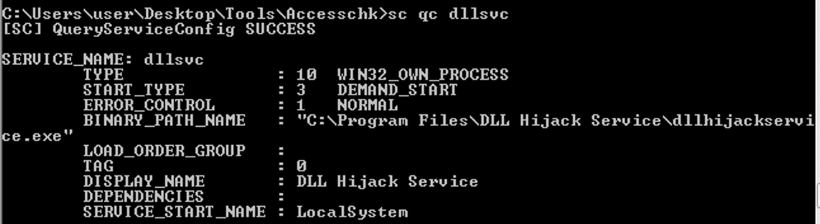 C:\Users\user\Desktop\Tools\Accesschk>sc qc dllsvc
[SC] QueryServiceConfig SUCCESS
SERVICE_NAME: dllsvc
TYPE : 10 WIN32_OWN_PROCESS
START_TYPE : 3 DEMAND_START
ERROR_CONTROL : 1 NORMAL
BINARY_PATH_NAME : "C:\Program Files\DLL Hijack Service\dllhijackservi
ce.exe"
LOAD_ORDER_GROUP :
TAG : 0
DISPLAY_NAME : DLL Hijack Service
DEPENDENCIES :
SERVICE_START_NAME : LocalSystem